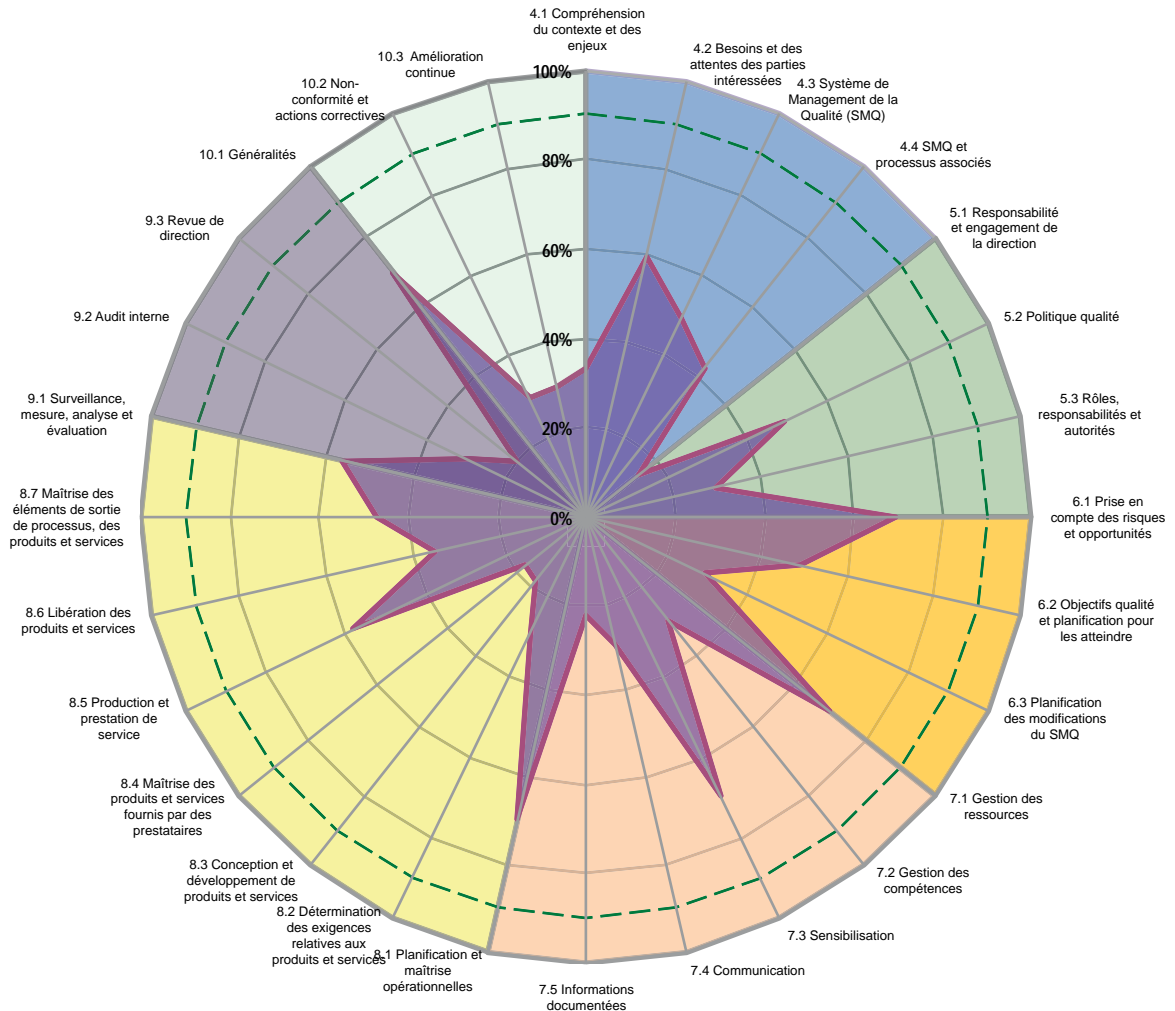 4.1 Compréhension
du contexte et des
enjeux
4.2 Besoins et des
attentes des parties
intéressées
4.3 Système de
Management de la
Qualité (SMQ)
4.4 SMQ et
processus associés
5.1 Responsabilité
et engagement de
la direction
5.2 Politique qualité
5.3 Rôles,
responsabilités et
autorités
6.1 Prise en
compte des risques
et opportunités
6.2 Objectifs qualité
et planification pour
les atteindre
6.3 Planification
des modifications
du SMQ
7.1 Gestion des
ressources
7.2 Gestion des
compétences
7.3 Sensibilisation
7.4 Communication
7.5 Informations
documentées
8.1 Planification et
maîtrise
opérationnelles
8.2 Détermination
des exigences
relatives aux
produits et services
8.3 Conception et
développement de
produits et services
8.4 Maîtrise des
produits et services
fournis par des
prestataires
8.5 Production et
prestation de
service
8.6 Libération des
produits et services
8.7 Maîtrise des
éléments de sortie
de processus, des
produits et services
9.1 Surveillance,
mesure, analyse et
évaluation
9.2 Audit interne
9.3 Revue de
direction
10.1 Généralités
10.2 Non-
conformité et
actions correctives
10.3 Amélioration
continue
100%
80%
60%
40%
20%
0%